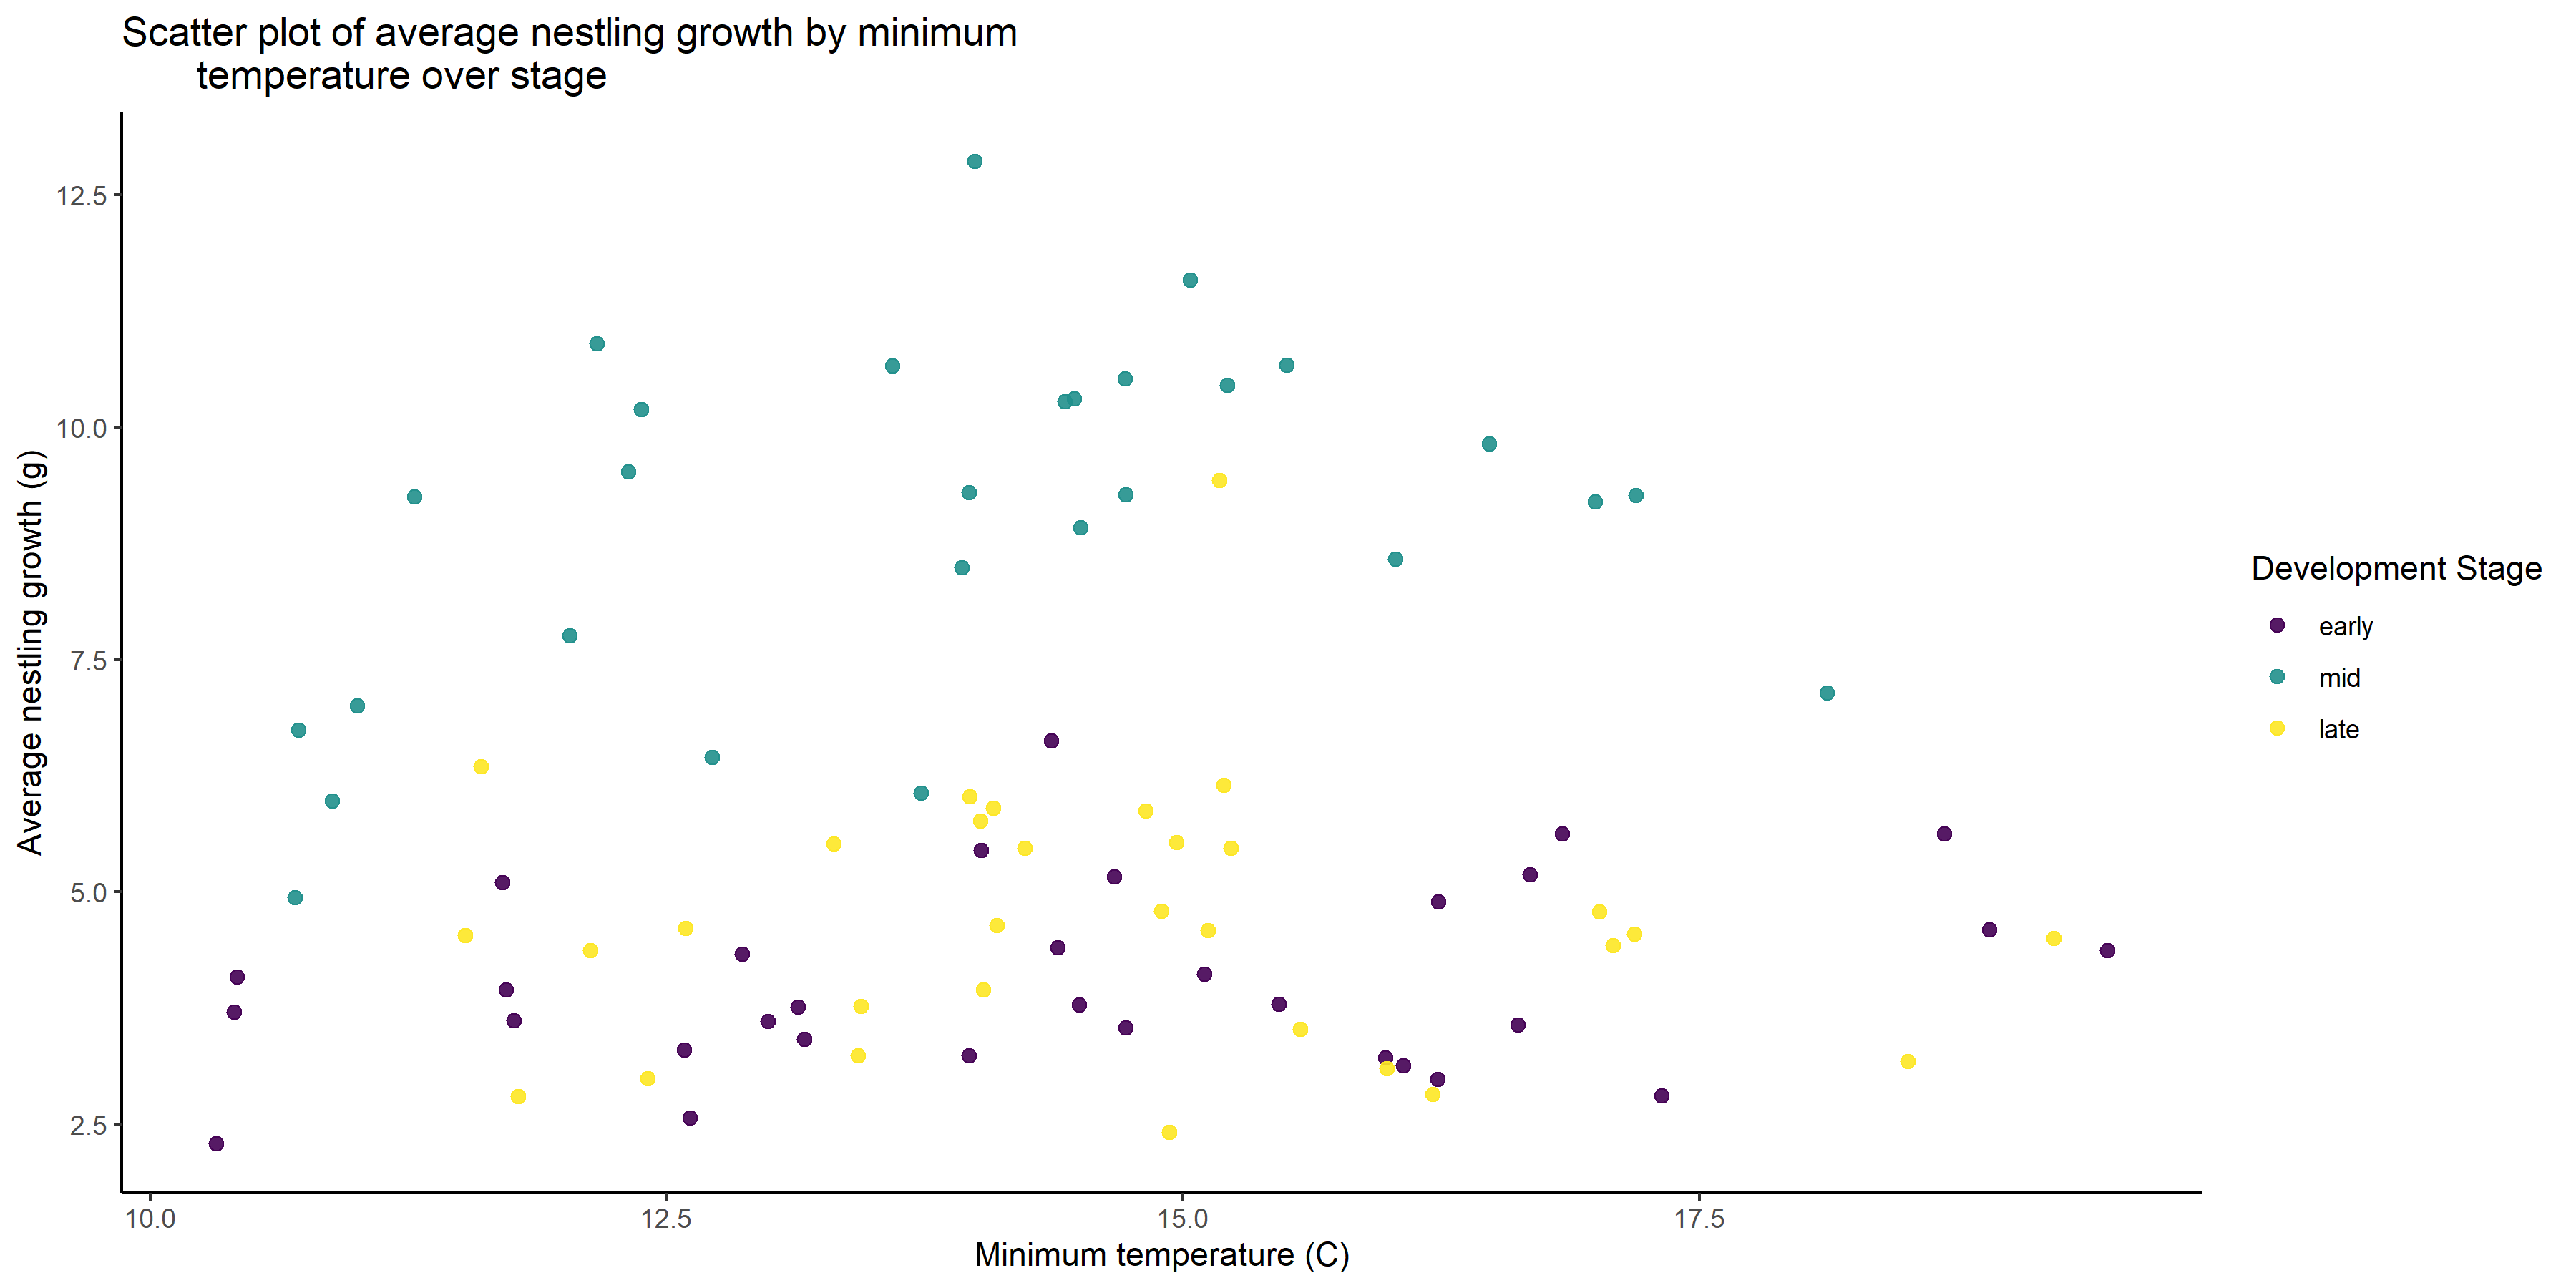 Scatter plot of average nestling growth by minimum
temperature over stage
12.5
10.0
7.5
5.0
2.5
Average nestling growth (g)
10.0
12.5
15.0
17.5
Minimum temperature (C)
Development Stage
early
mid
late